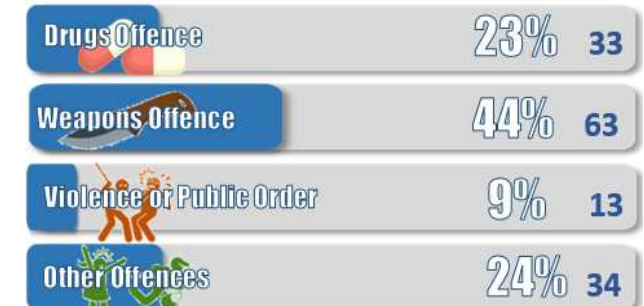 Drugs Offence 23% 33
Weapons Offence 44% 63
Violence or Public Order 9% 13
Other Offences 24% 34